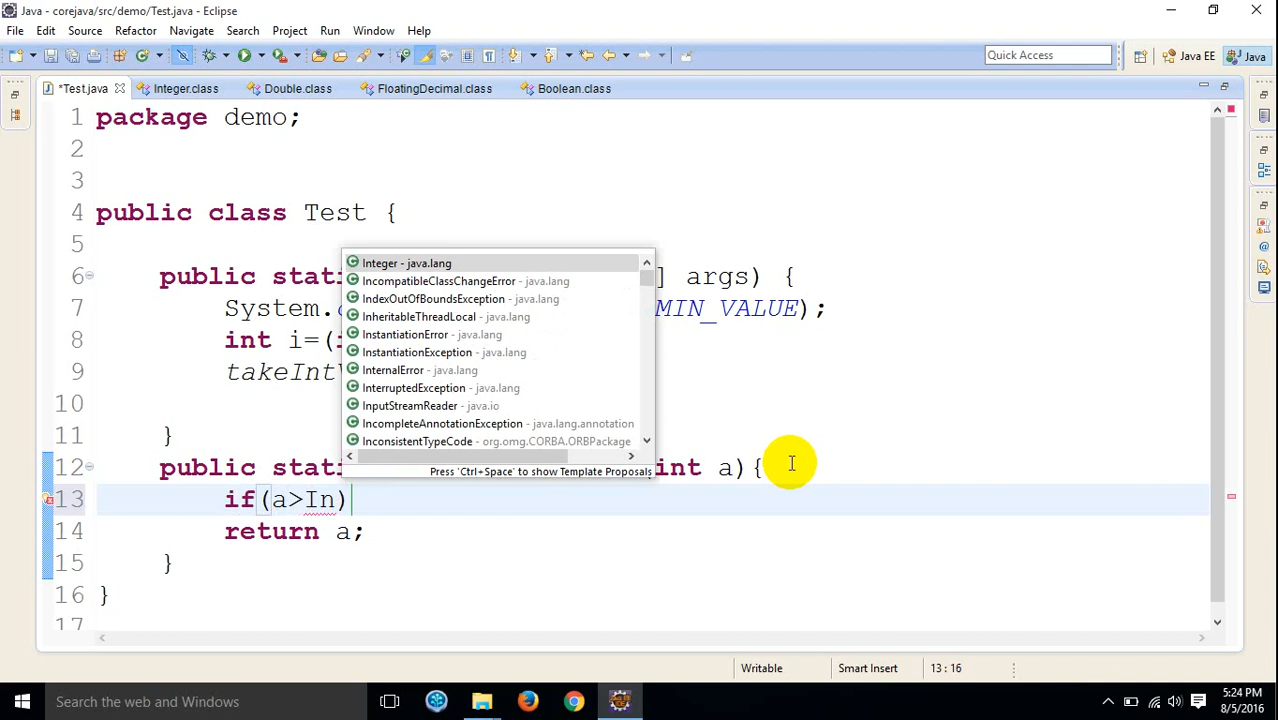 Java - corejava/src/demo/Test.java - Eclipse
File Edit Source Refactor Navigate Search Project Run Window Help
Quick Access Java EE Java
*Test.java Integer.class Double.class FloatingDecimal.class Boolean.class
1 package demo;
2
3
4 public class Test {
5
Integer - java.lang
6 public stati ] args) {
IncompatibleClassChangeError - java.lang
IndexOutOfBoundsException - java.lang
7 System. MIN_VALUE);
InheritableThreadLocal - java.lang
InstantiationError - java.lang
8 int i=(
InstantiationException - java.lang
InternalError - java.lang
9 takeInt
InterruptedException - java.lang
InputStreamReader - java.io
10
IncompleteAnnotationException - java.lang.annotation
InconsistentTypeCode - org.omg.CORBA.ORBPackage
11 }
Press 'Ctrl+Space' to show Template Proposals
12 public stati int a){
13 if(a>In)
14 return a;
15 }
16 }
17
Writable Smart Insert 13 : 16
Search the web and Windows
5:24 PM
8/5/2016